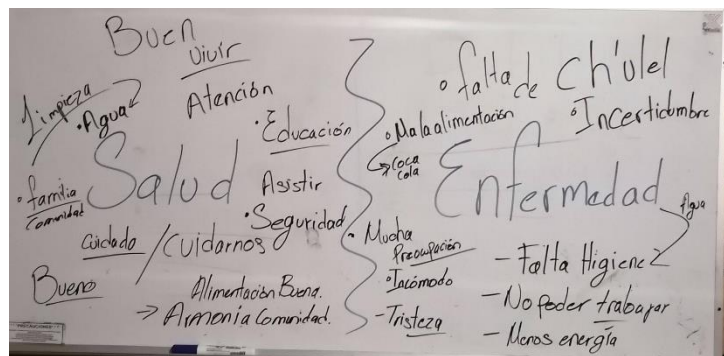 Buen
Vivir
Limpieza
•Agua
Atención
•Educación
Salud
Asistir
•familia
Comunidad
•Seguridad
Cuidado / Cuidarnos
Bueno
Alimentación Buena.
→ Armonía Comunidad.
•falta de Ch'ulel
•Mala alimentación
Coca
cola
•Incertidumbre
Enfermedad
Agua
•Mucha
Preocupación
•Incómodo
-Tristeza
-Falta Higiene
-No poder trabajar
-Menos energía